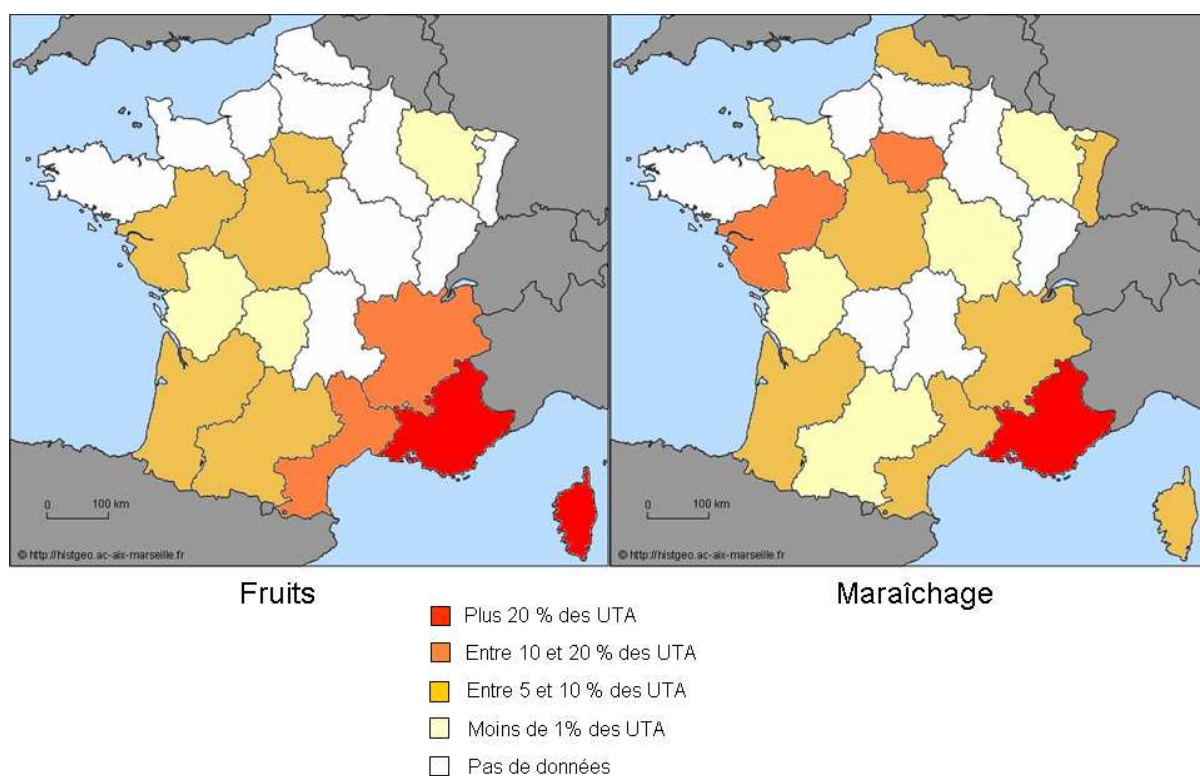 0 100 km
© http://histgeo.ac-aix-marseille.fr
0 100 km
© http://histgeo.ac-aix-marseille.fr
Fruits
Maraîchage
Plus 20 % des UTA
Entre 10 et 20 % des UTA
Entre 5 et 10 % des UTA
Moins de 1% des UTA
Pas de données